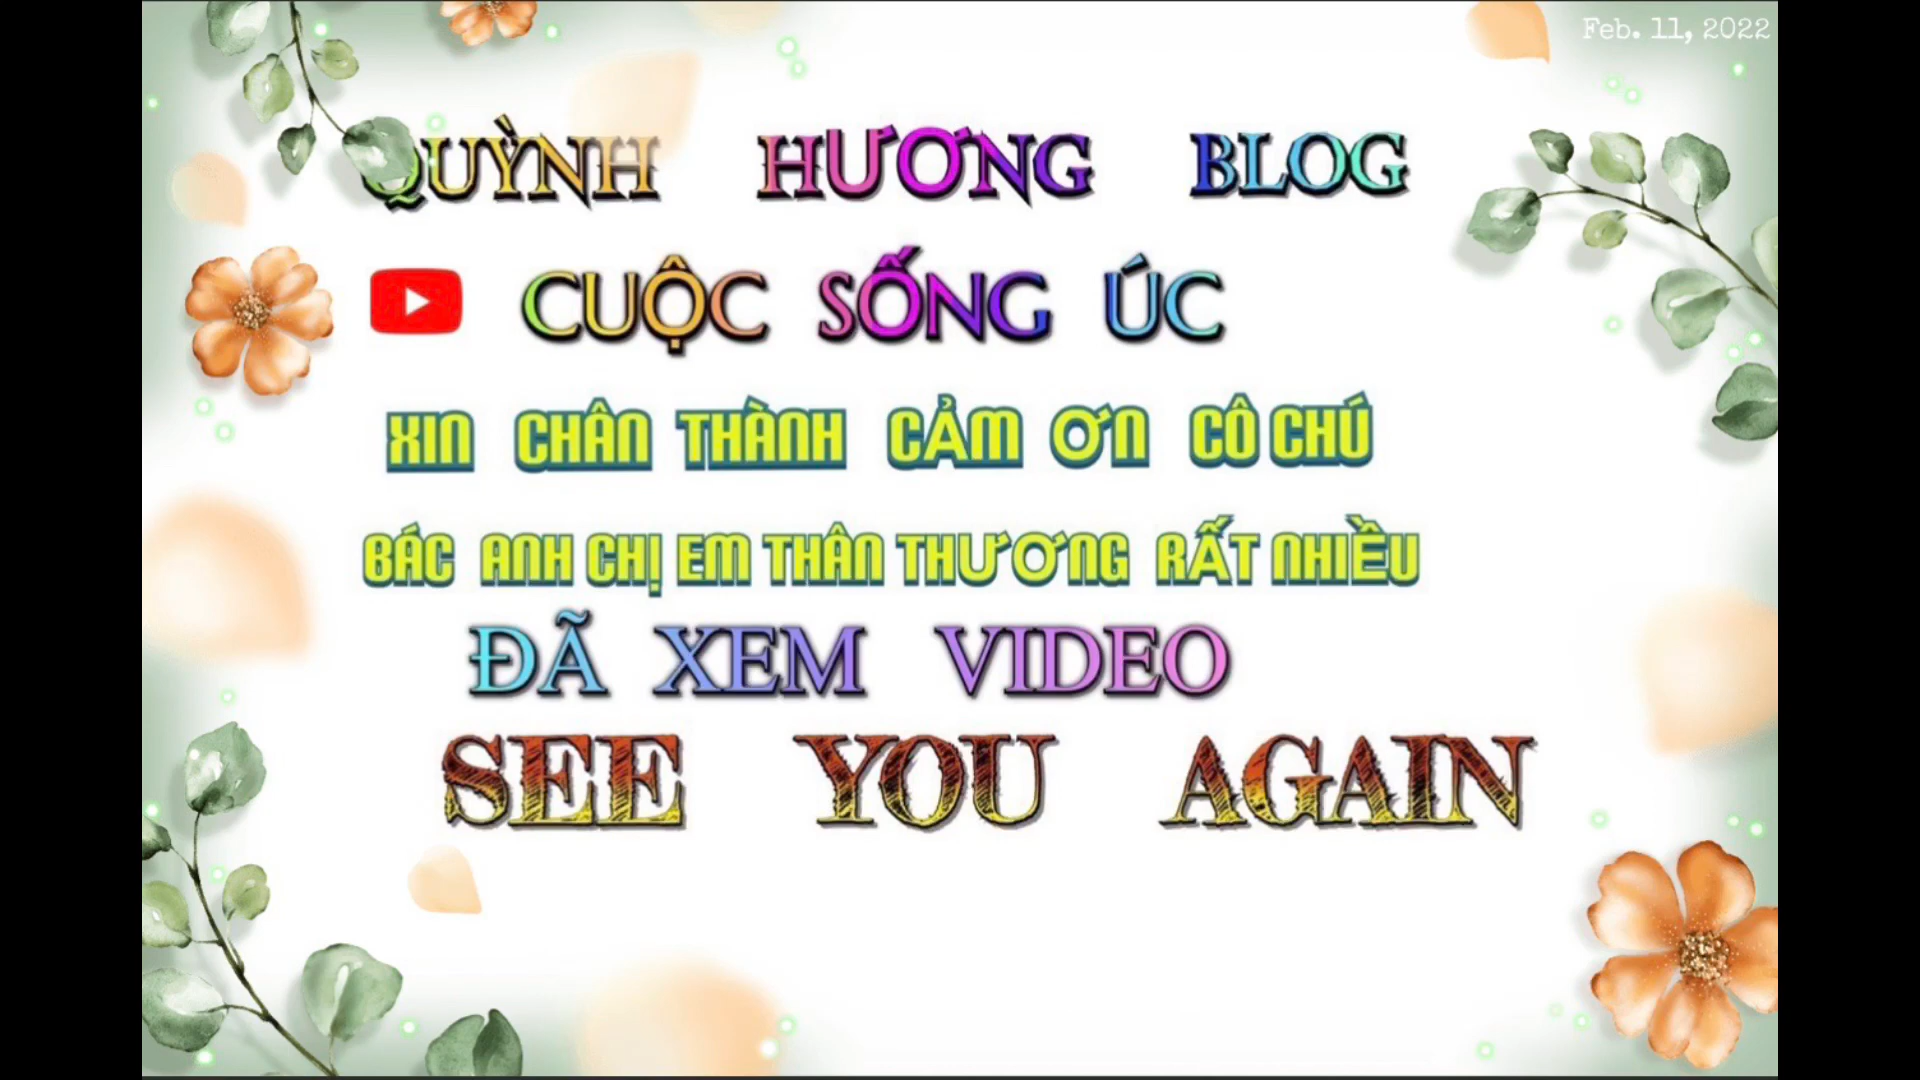 Feb. 11, 2022
QUỲNH HƯƠNG BLOG
CUỘC SỐNG ÚC
XIN CHÂN THÀNH CẢM ƠN CÔ CHÚ
BÁC ANH CHỊ EM THÂN THƯƠNG RẤT NHIỀU
ĐÃ XEM VIDEO
SEE YOU AGAIN